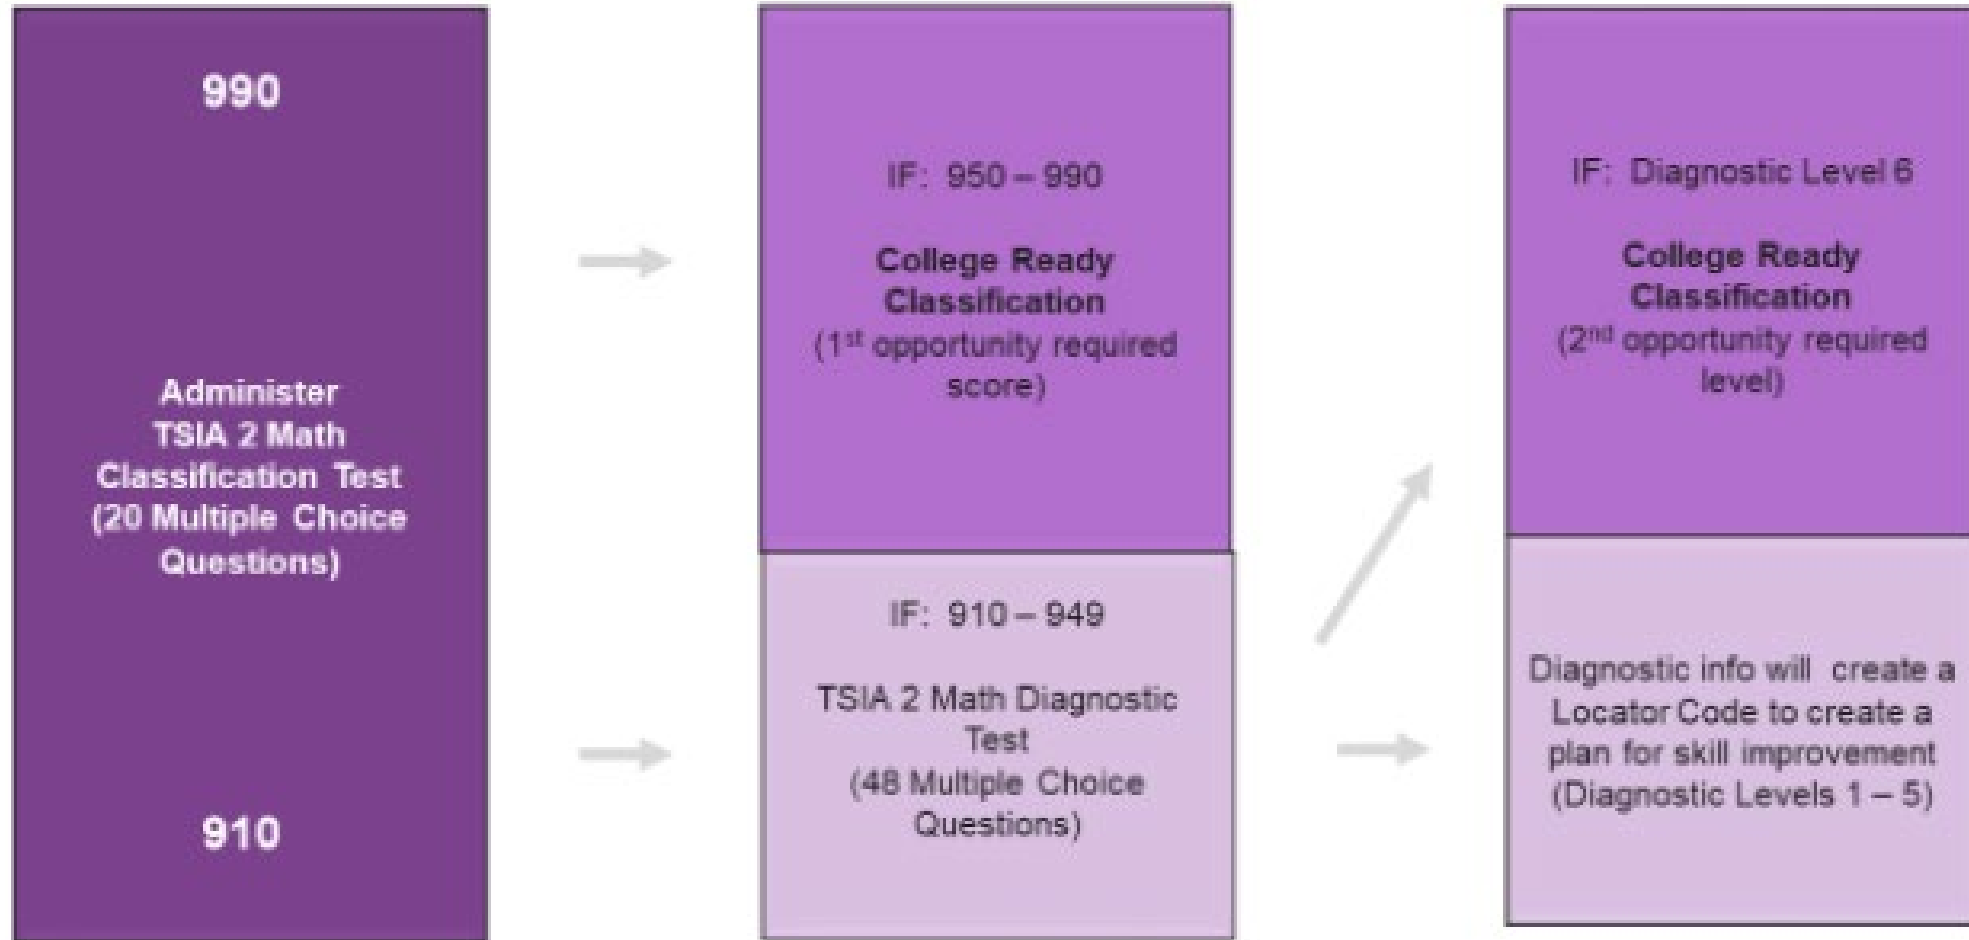 990
Administer
TSIA 2 Math
Classification Test
(20 Multiple Choice
Questions)
910
IF: 950 – 990
College Ready
Classification
(1st opportunity required
score)
IF: 910 – 949
TSIA 2 Math Diagnostic
Test
(48 Multiple Choice
Questions)
IF: Diagnostic Level 6
College Ready
Classification
(2nd opportunity required
level)
Diagnostic info will create a
Locator Code to create a
plan for skill improvement
(Diagnostic Levels 1 – 5)